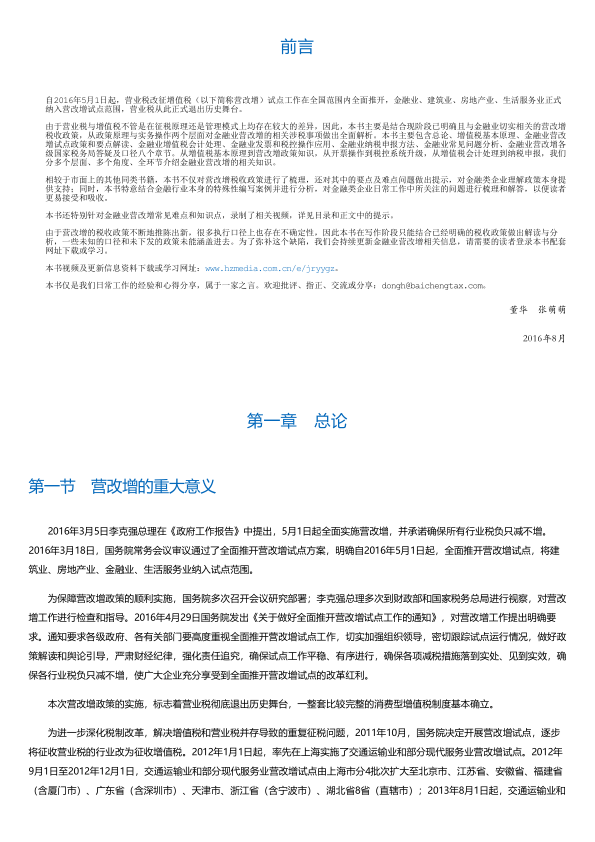 前言
自2016年5月1日起，营业税改征增值税（以下简称营改增）试点工作在全国范围内全面推开，金融业、建筑业、房地产业、生活服务业正式
纳入营改增试点范围，营业税从此正式退出历史舞台。
由于营业税与增值税不管是在征税原理还是管理模式上均存在较大的差异，因此，本书主要是结合现阶段已明确且与金融业切实相关的营改增
税收政策，从政策原理与实务操作两个层面对金融业营改增的相关涉税事项做出全面解析。本书主要包含总论、增值税基本原理、金融业营改
增试点政策和要点解读、金融业增值税会计处理、金融业发票和税控操作应用、金融业纳税申报方法、金融业常见问题分析、金融业营改增各
级国家税务局答疑及口径八个章节。从增值税基本原理到营改增政策知识，从开票操作到税控系统升级，从增值税会计处理到纳税申报，我们
分多个层面、多个角度、全环节介绍金融业营改增的相关知识。
相较于市面上的其他同类书籍，本书不仅对营改增税收政策进行了梳理，还对其中的要点及难点问题做出提示，对金融类企业理解政策本身提
供支持；同时，本书特意结合金融行业本身的特殊性编写案例并进行分析，对金融类企业日常工作中所关注的问题进行梳理和解答，以便读者
更易接受和吸收。
本书还特别针对金融业营改增常见难点和知识点，录制了相关视频，详见目录和正文中的提示。
由于营改增的税收政策不断地推陈出新，很多执行口径上也存在不确定性，因此本书在写作阶段只能结合已经明确的税收政策做出解读与分
析，一些未知的口径和未下发的政策未能涵盖进去。为了弥补这个缺陷，我们会持续更新金融业营改增相关信息，请需要的读者登录本书配套
网址下载或学习。
本书视频及更新信息资料下载或学习网址：www.hzmedia.com.cn/e/jryygz。
本书仅是我们日常工作的经验和心得分享，属于一家之言。欢迎批评、指正、交流或分享：dongh@baichengtax.com。
董华　张萌萌
2016年8月
第一章　总论
第一节　营改增的重大意义
2016年3月5日李克强总理在《政府工作报告》中提出，5月1日起全面实施营改增，并承诺确保所有行业税负只减不增。
2016年3月18日，国务院常务会议审议通过了全面推开营改增试点方案，明确自2016年5月1日起，全面推开营改增试点，将建
筑业、房地产业、金融业、生活服务业纳入试点范围。
为保障营改增政策的顺利实施，国务院多次召开会议研究部署；李克强总理多次到财政部和国家税务总局进行视察，对营改
增工作进行检查和指导。2016年4月29日国务院发出《关于做好全面推开营改增试点工作的通知》，对营改增工作提出明确要
求。通知要求各级政府、各有关部门要高度重视全面推开营改增试点工作，切实加强组织领导，密切跟踪试点运行情况，做好政
策解读和舆论引导，严肃财经纪律，强化责任追究，确保试点工作平稳、有序进行，确保各项减税措施落到实处、见到实效，确
保各行业税负只减不增，使广大企业充分享受到全面推开营改增试点的改革红利。
本次营改增政策的实施，标志着营业税彻底退出历史舞台，一整套比较完整的消费型增值税制度基本确立。
为进一步深化税制改革，解决增值税和营业税并存导致的重复征税问题，2011年10月，国务院决定开展营改增试点，逐步
将征收营业税的行业改为征收增值税。2012年1月1日起，率先在上海实施了交通运输业和部分现代服务业营改增试点。2012年
9月1日至2012年12月1日，交通运输业和部分现代服务业营改增试点由上海市分4批次扩大至北京市、江苏省、安徽省、福建省
（含厦门市）、广东省（含深圳市）、天津市、浙江省（含宁波市）、湖北省8省（直辖市）；2013年8月1日起，交通运输业和